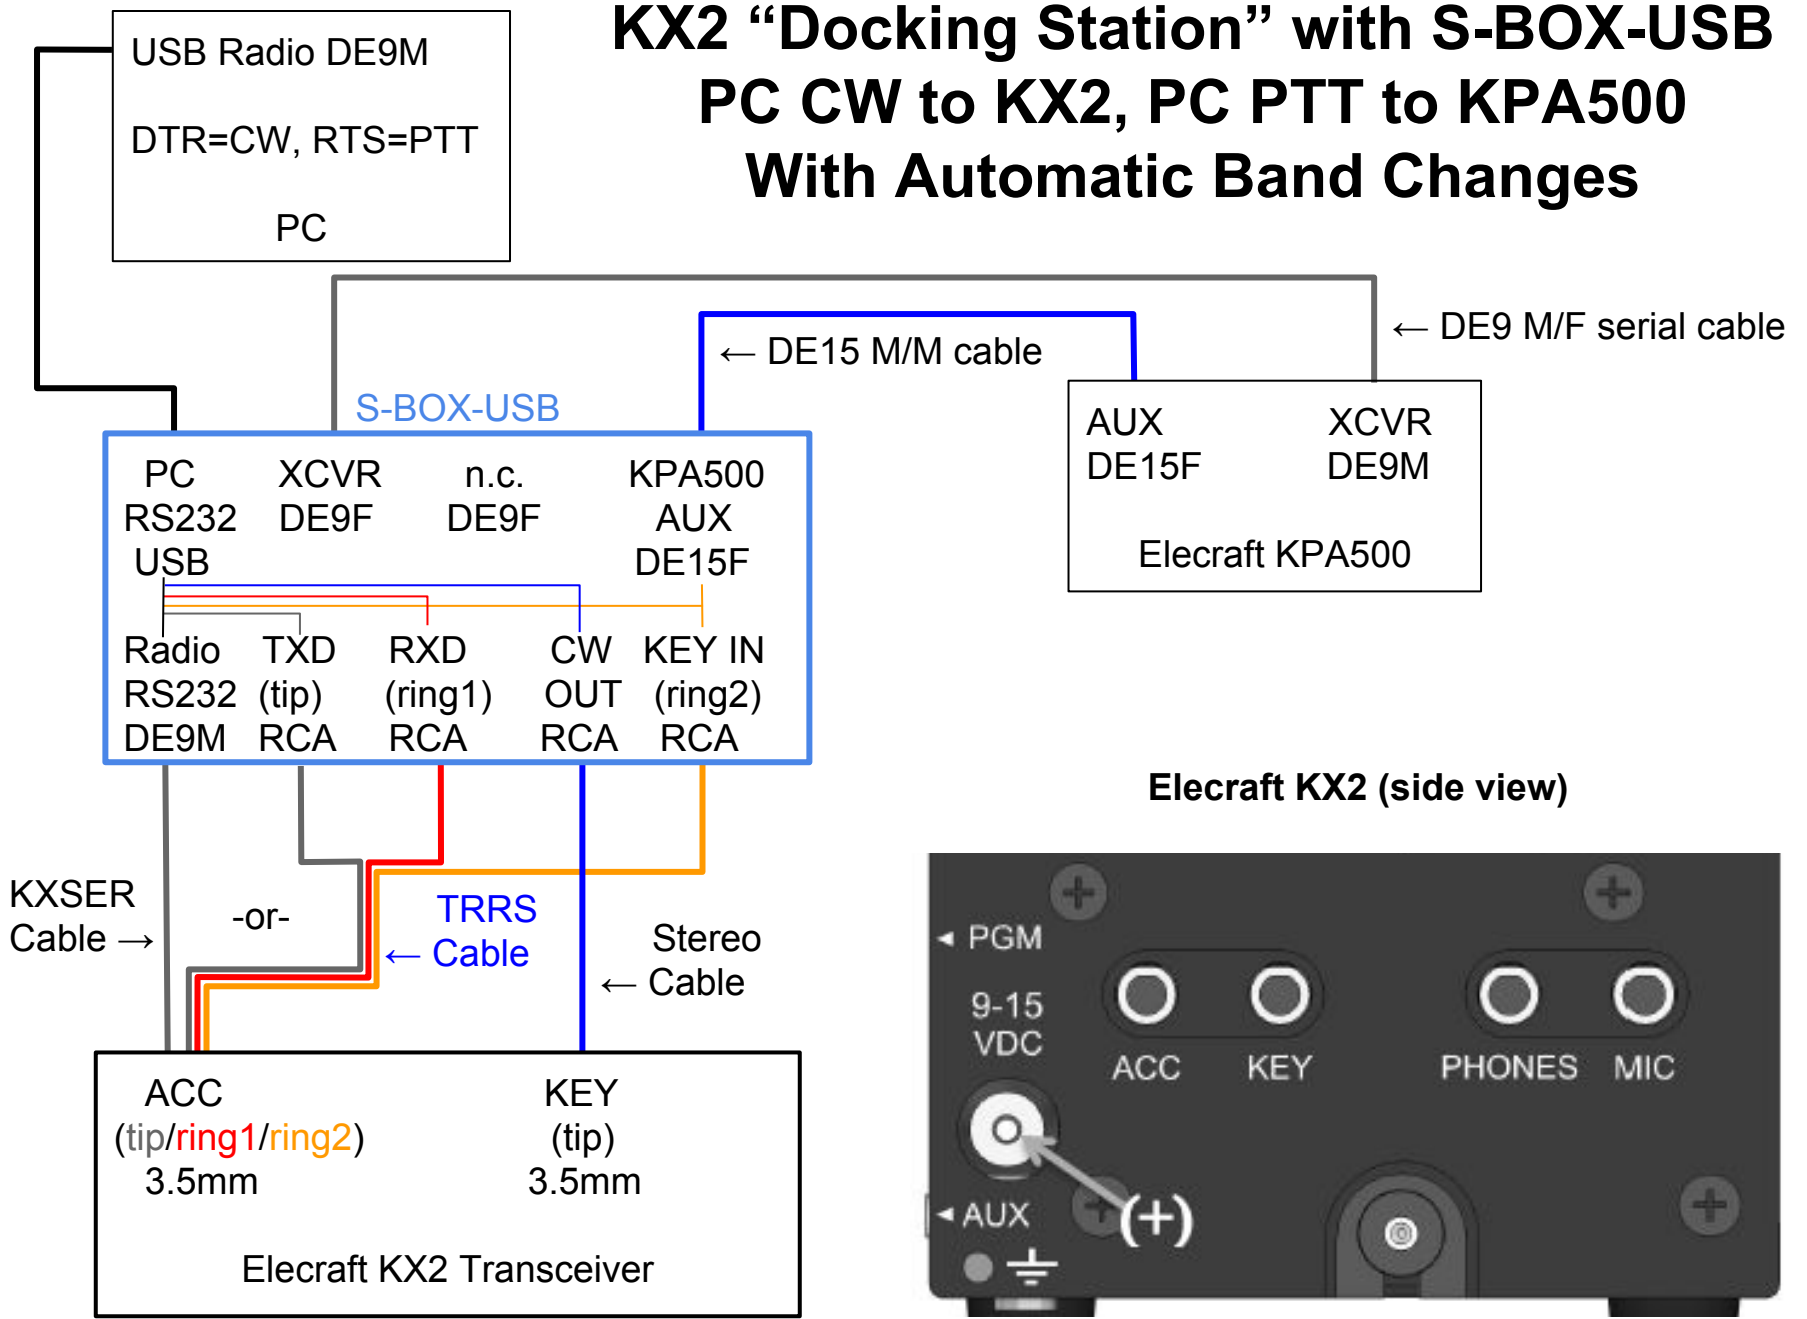 KX2 “Docking Station” with S-BOX-USB
PC CW to KX2, PC PTT to KPA500
With Automatic Band Changes
USB Radio DE9M
DTR=CW, RTS=PTT
PC
← DE15 M/M cable
← DE9 M/F serial cable
S-BOX-USB
AUX XCVR
DE15F DE9M
Elecraft KPA500
PC XCVR n.c. KPA500
RS232 DE9F DE9F AUX
USB DE15F
Radio TXD RXD CW KEY IN
RS232 (tip) (ring1) OUT (ring2)
DE9M RCA RCA RCA RCA
KXSER
Cable →
-or-
TRRS
← Cable
Stereo
← Cable
ACC KEY
(tip/ring1/ring2) (tip)
3.5mm 3.5mm
Elecraft KX2 Transceiver
Elecraft KX2 (side view)
◄ PGM
9-15
VDC
ACC KEY PHONES MIC
(+)
◄ AUX